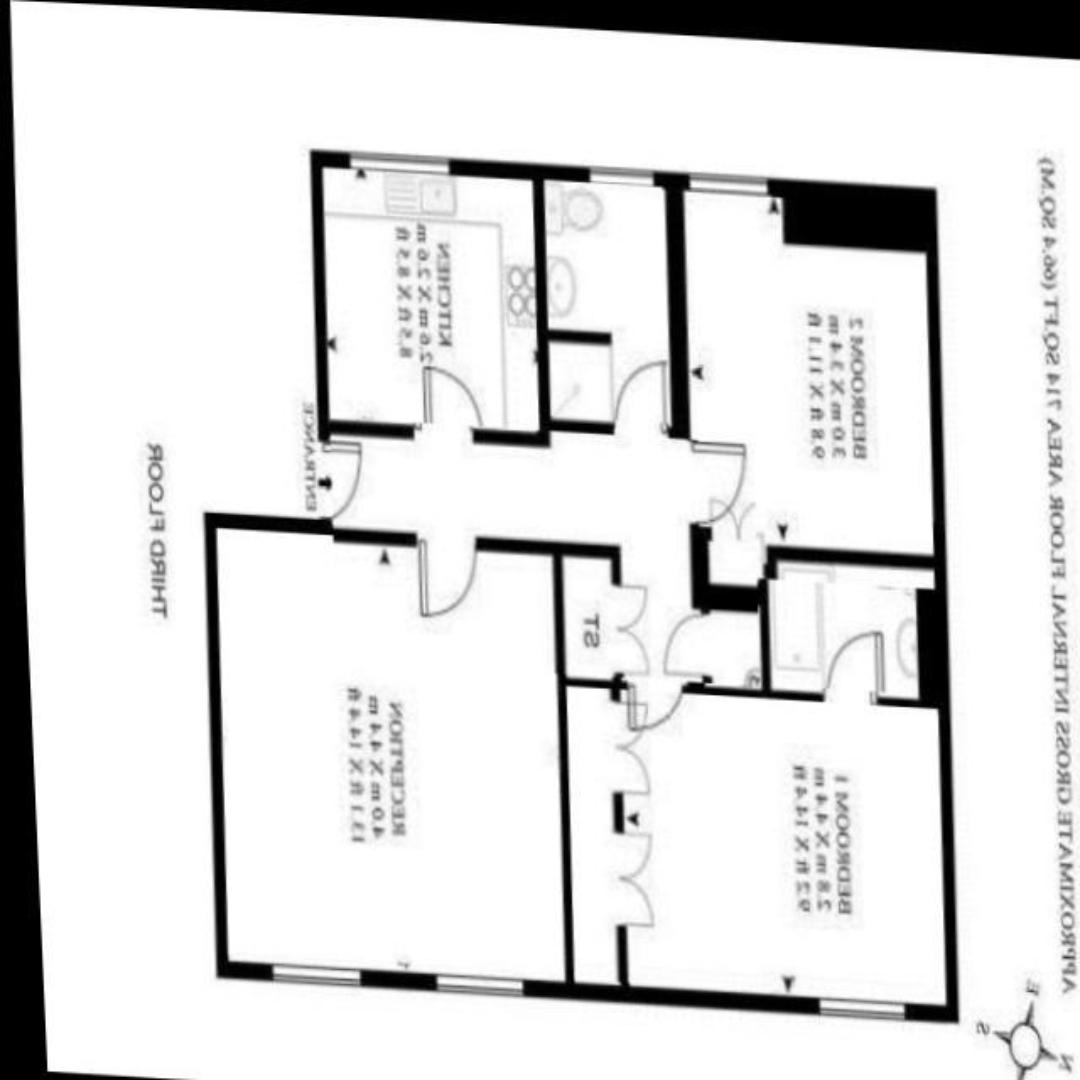 THIRD FLOOR
ENTRANCE
KITCHEN
2.6 m X 2.6 m
8.5 ft X 8.5 ft
BEDROOM 2
3.0 m X 3.4 m
9.8 ft X 11.1 ft
ST
RECEPTION
4.0 m X 4.4 m
13.1 ft X 14.4 ft
BEDROOM 1
2.8 m X 4.4 m
9.2 ft X 14.4 ft
APPROXIMATE GROSS INTERNAL FLOOR AREA 714 SQ.FT (66.4 SQ.M)
E
S
N